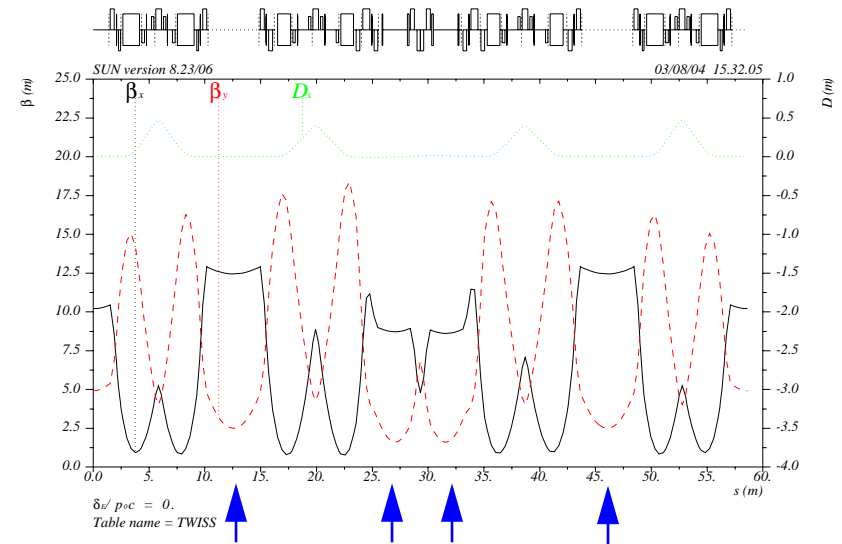 SUN version 8.23/06 03/08/04 15.32.05
β (m) D (m)
βx βy Dx
25.0 1.0
22.5 0.5
20.0 0.0
17.5 -0.5
15.0 -1.0
12.5 -1.5
10.0 -2.0
7.5 -2.5
5.0 -3.0
2.5 -3.5
0.0 -4.0
0.0 5. 10. 15. 20. 25. 30. 35. 40. 45. 50. 55. 60.
s (m)
δE/ p0c = 0.
Table name = TWISS